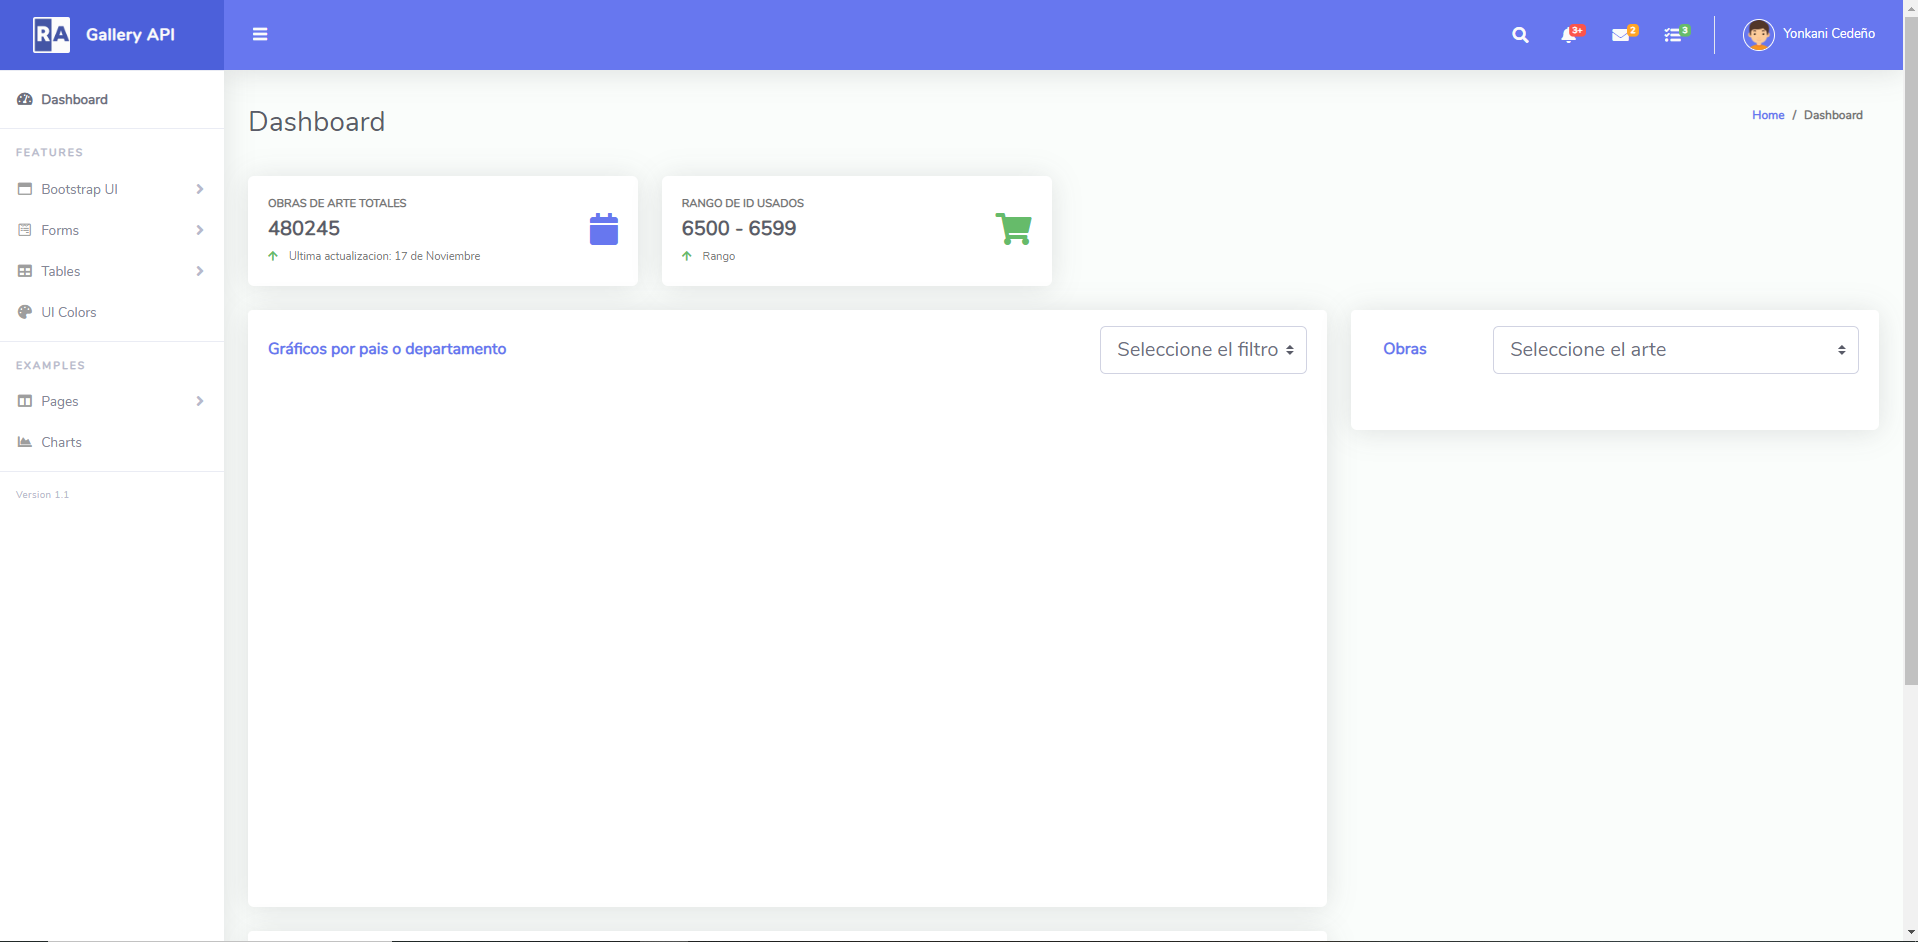 RA Gallery API
3+
2
3
Yonkani Cedeño
Dashboard
FEATURES
Bootstrap UI
Forms
Tables
UI Colors
EXAMPLES
Pages
Charts
Version 1.1
Dashboard
Home / Dashboard
OBRAS DE ARTE TOTALES
480245
Ultima actualizacion: 17 de Noviembre
RANGO DE ID USADOS
6500 - 6599
Rango
Gráficos por pais o departamento
Seleccione el filtro
Obras
Seleccione el arte